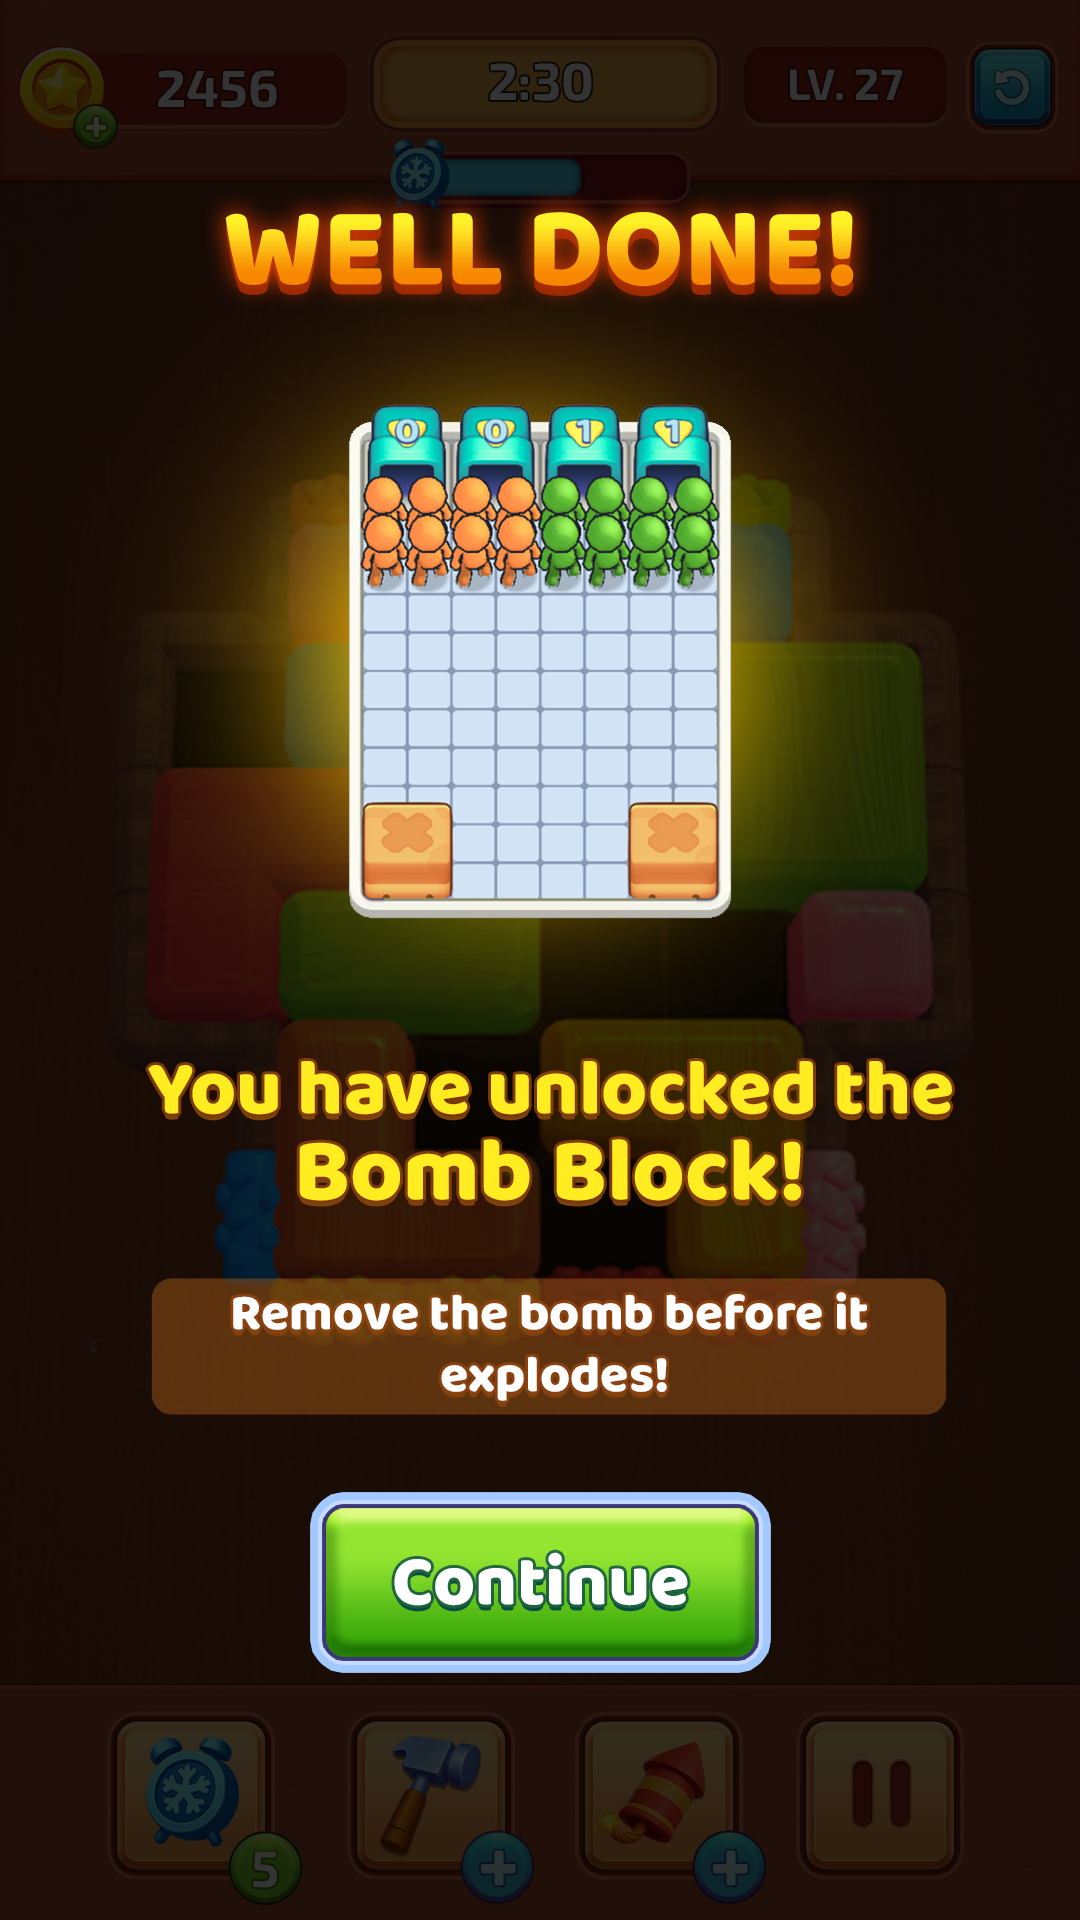 2456
2:30
LV. 27
WELL DONE!
0 0 1 1
You have unlocked the
Bomb Block!
Remove the bomb before it
explodes!
Continue
5